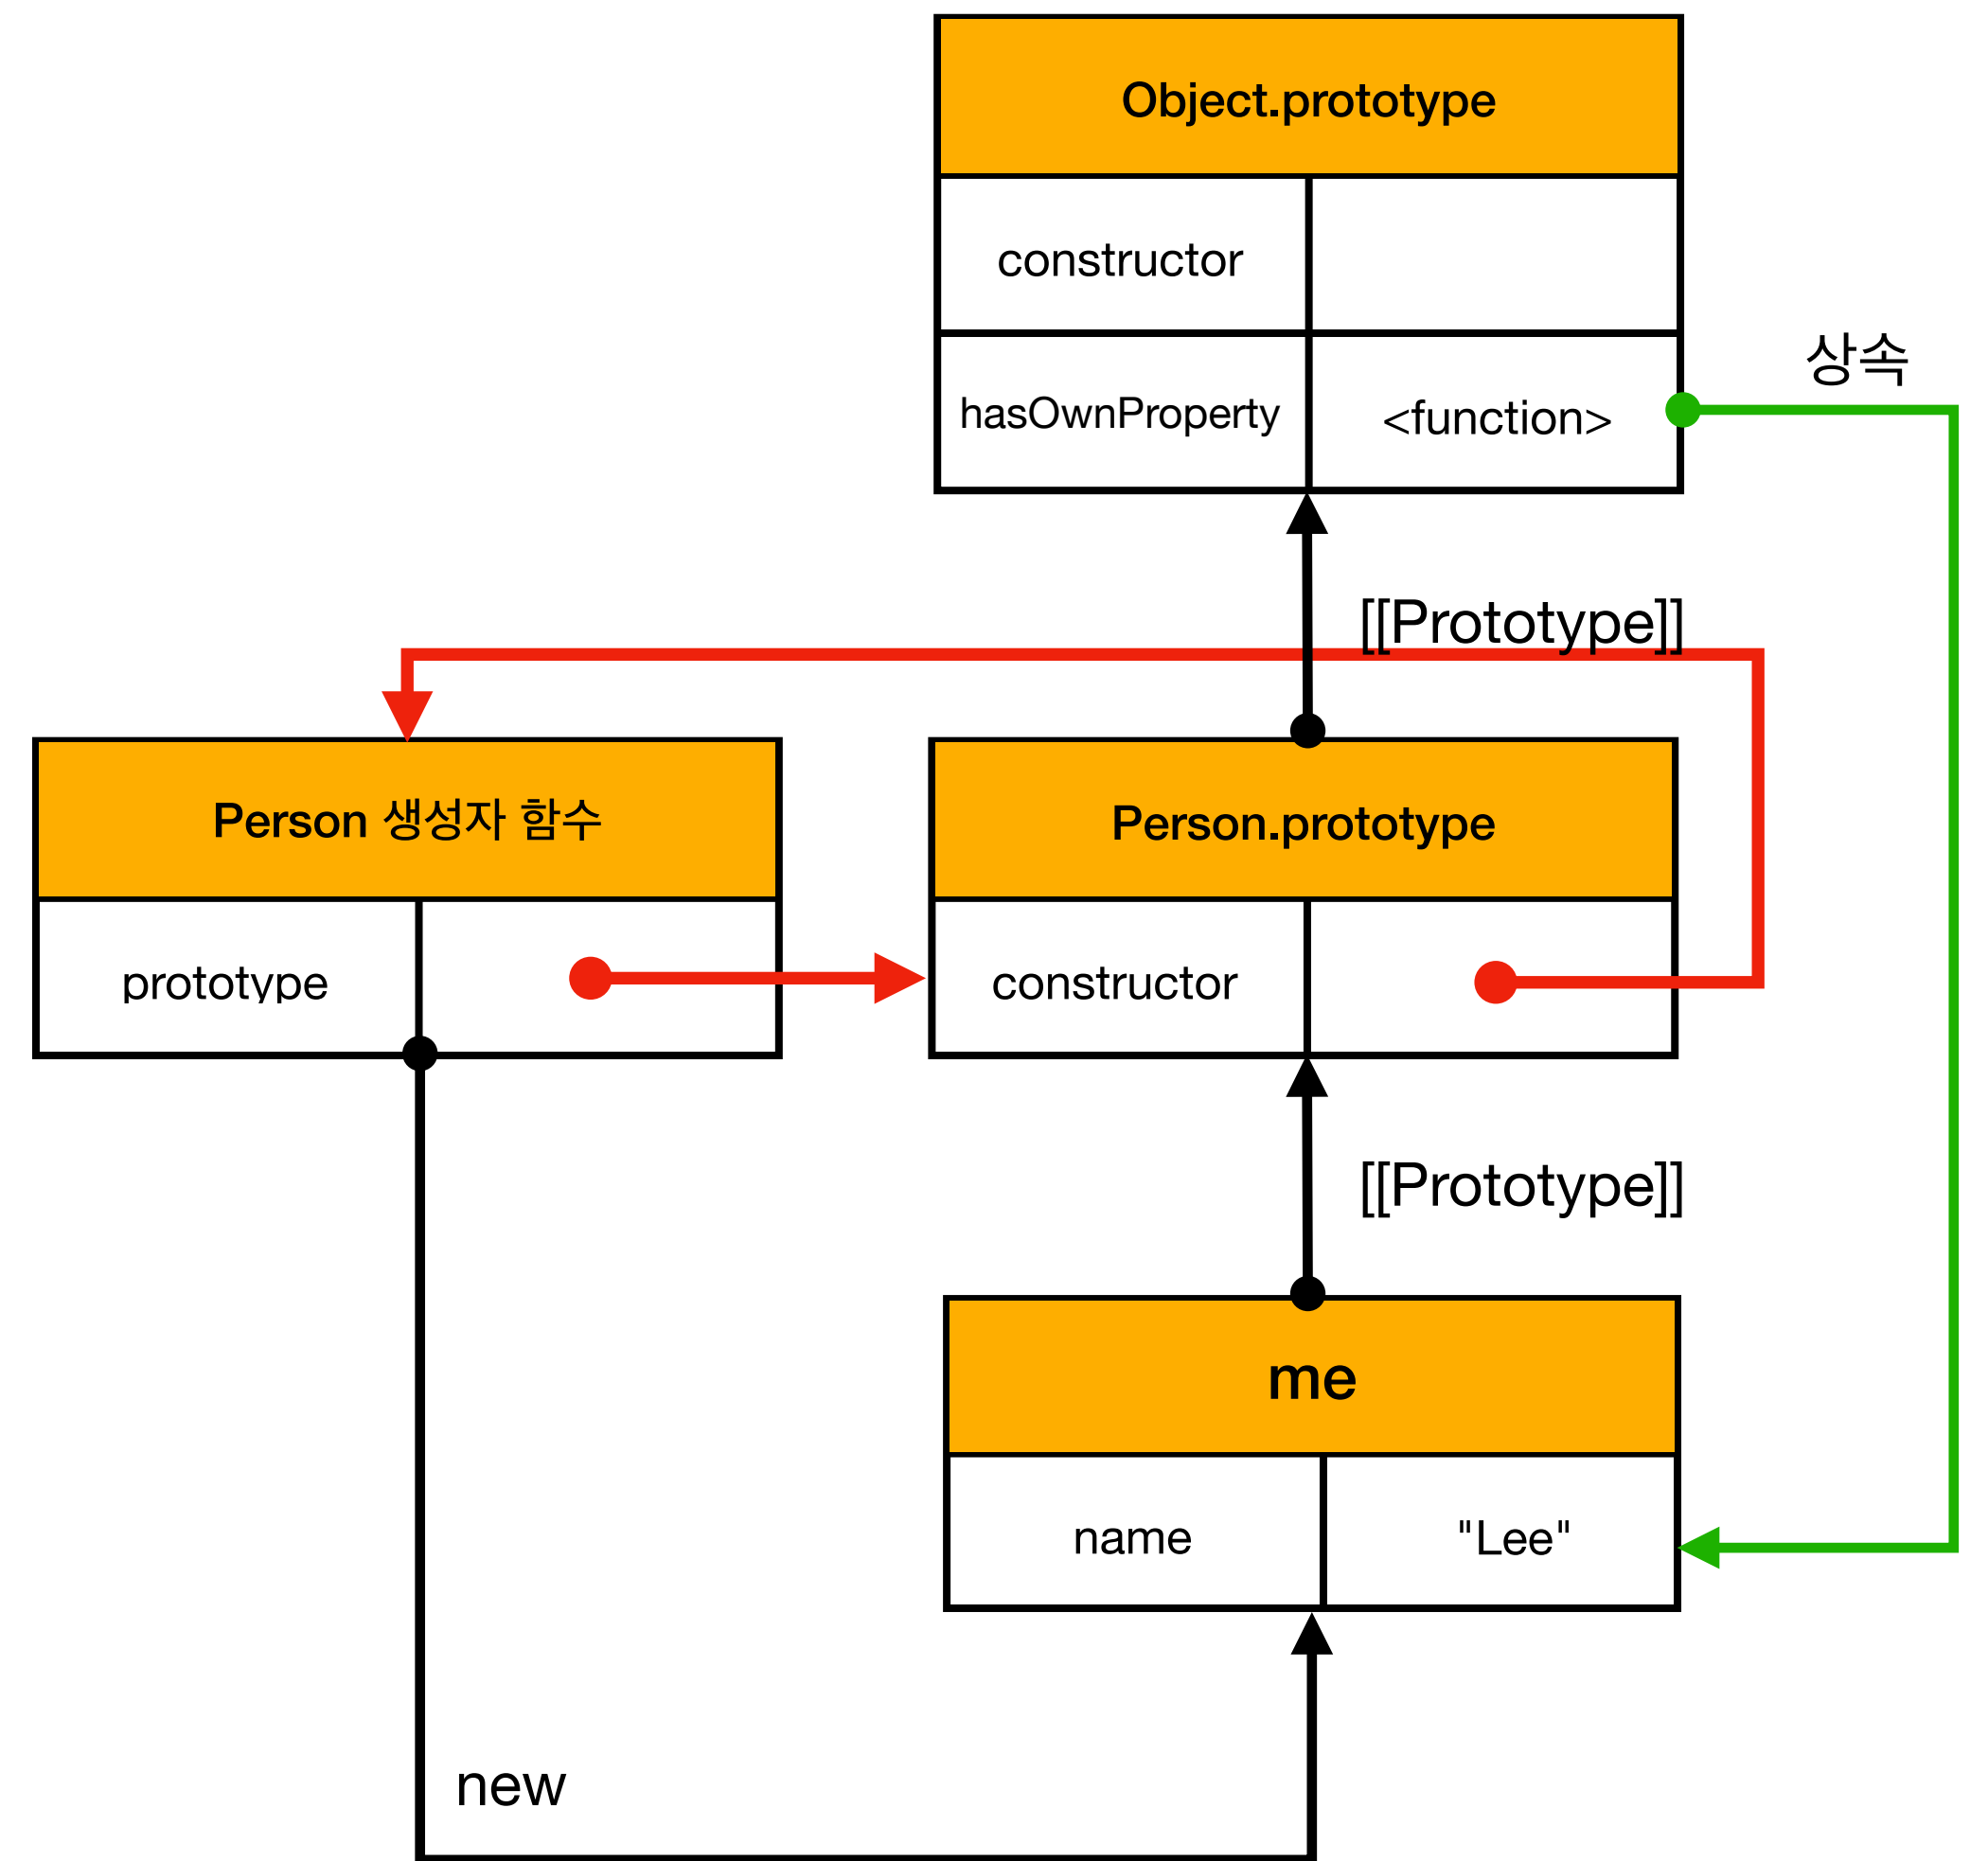 Object.prototype
constructor
상속
hasOwnProperty <function>
[[Prototype]]
Person 생성자 함수
Person.prototype
prototype
constructor
[[Prototype]]
me
name "Lee"
new